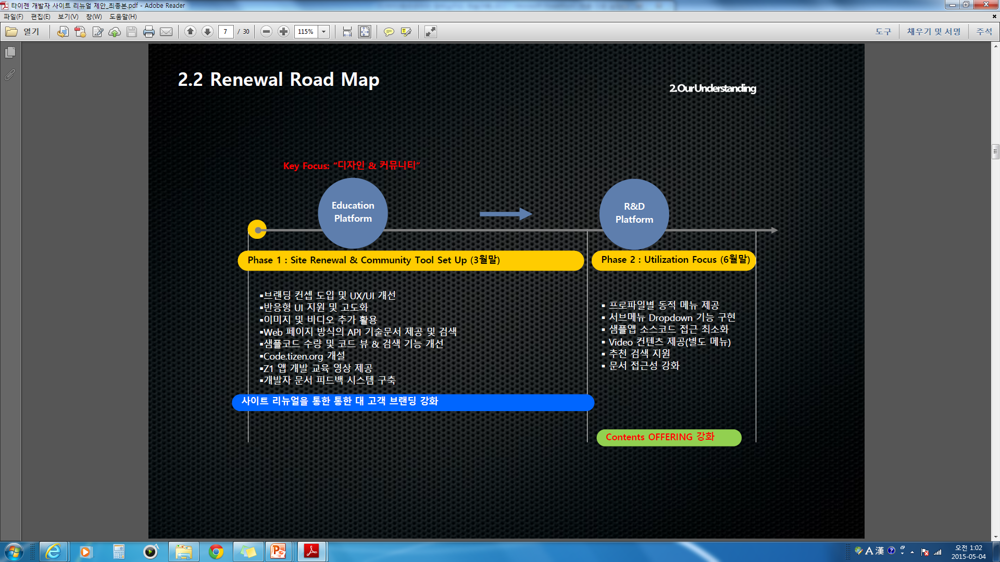 타이젠 개발자 사이트 리뉴얼 제안_최종본.pdf - Adobe Reader
파일(F) 편집(E) 보기(V) 창(W) 도움말(H)
열기 7 / 30 115% 도구 채우기 및 서명 주석
2.2 Renewal Road Map
2.OurUnderstanding
Key Focus: “디자인 & 커뮤니티”
Education
Platform
R&D
Platform
Phase 1 : Site Renewal & Community Tool Set Up (3월말)
Phase 2 : Utilization Focus (6월말)
▪브랜딩 컨셉 도입 및 UX/UI 개선
▪반응형 UI 지원 및 고도화
▪이미지 및 비디오 추가 활용
▪Web 페이지 방식의 API 기술문서 제공 및 검색
▪샘플코드 수량 및 코드 뷰 & 검색 기능 개선
▪Code.tizen.org 개설
▪Z1 앱 개발 교육 영상 제공
▪개발자 문서 피드백 시스템 구축
▪ 프로파일별 동적 메뉴 제공
▪ 서브메뉴 Dropdown 기능 구현
▪ 샘플앱 소스코드 접근 최소화
▪ Video 컨텐츠 제공(별도 메뉴)
▪ 추천 검색 지원
▪ 문서 접근성 강화
사이트 리뉴얼을 통한 통한 대 고객 브랜딩 강화
Contents OFFERING 강화
A 漢
오전 1:02
2015-05-04